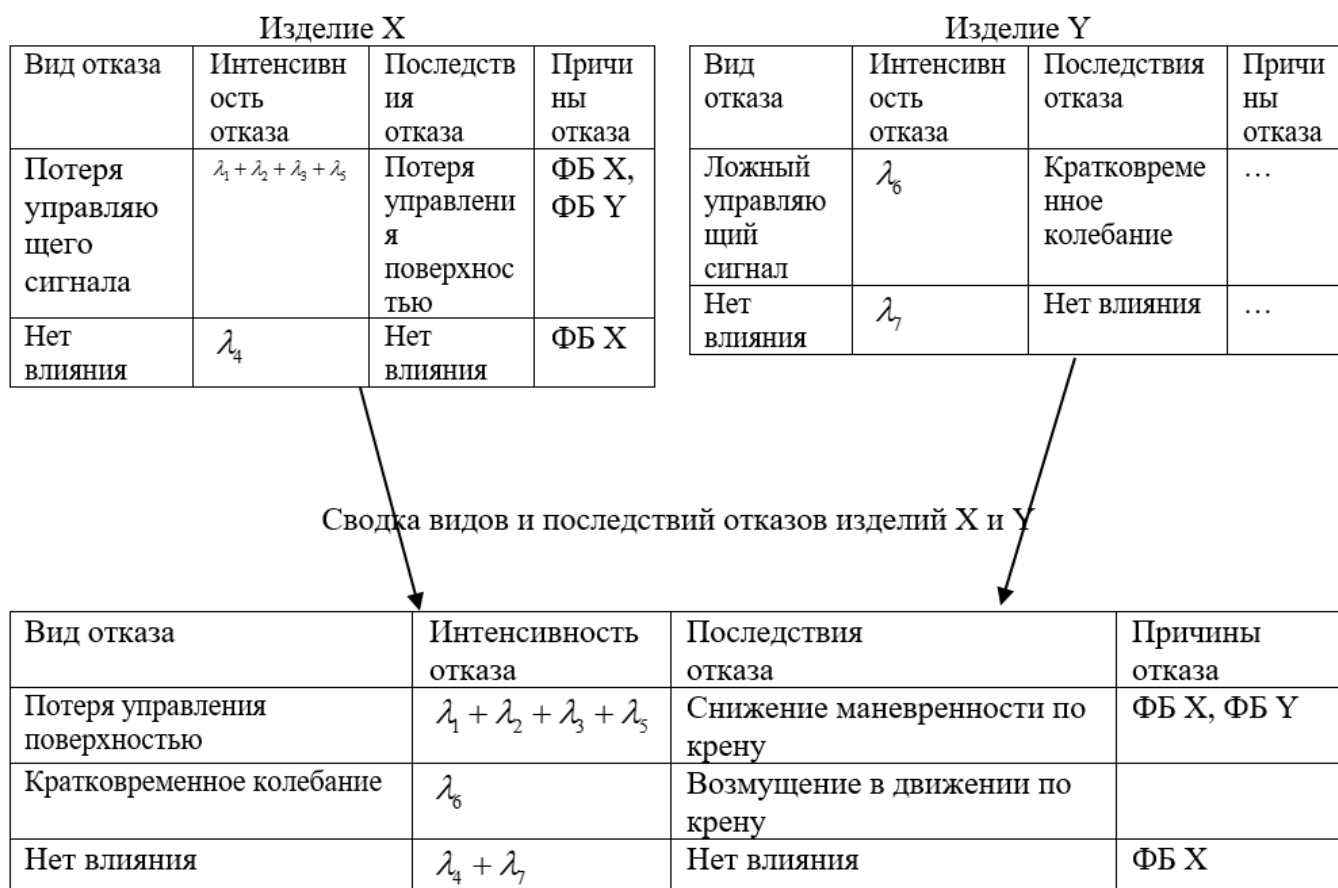 Изделие X
Вид отказа
Интенсивн
ость
отказа
Последств
ия
отказа
Причи
ны
отказа
Потеря
управляю
щего
сигнала
λ₁ + λ₂ + λ₃ + λ₅
Потеря
управлени
я
поверхнос
тью
ФБ X,
ФБ Y
Нет
влияния
λ₄
Нет
влияния
ФБ X
Изделие Y
Вид
отказа
Интенсивн
ость
отказа
Последствия
отказа
Причи
ны
отказа
Ложный
управляю
щий
сигнал
λ₆
Кратковреме
нное
колебание
…
Нет
влияния
λ₇
Нет влияния
…
Сводка видов и последствий отказов изделий X и Y
Вид отказа
Интенсивность
отказа
Последствия
отказа
Причины
отказа
Потеря управления
поверхностью
λ₁ + λ₂ + λ₃ + λ₅
Снижение маневренности по
крену
ФБ X, ФБ Y
Кратковременное колебание
λ₆
Возмущение в движении по
крену
Нет влияния
λ₄ + λ₇
Нет влияния
ФБ X